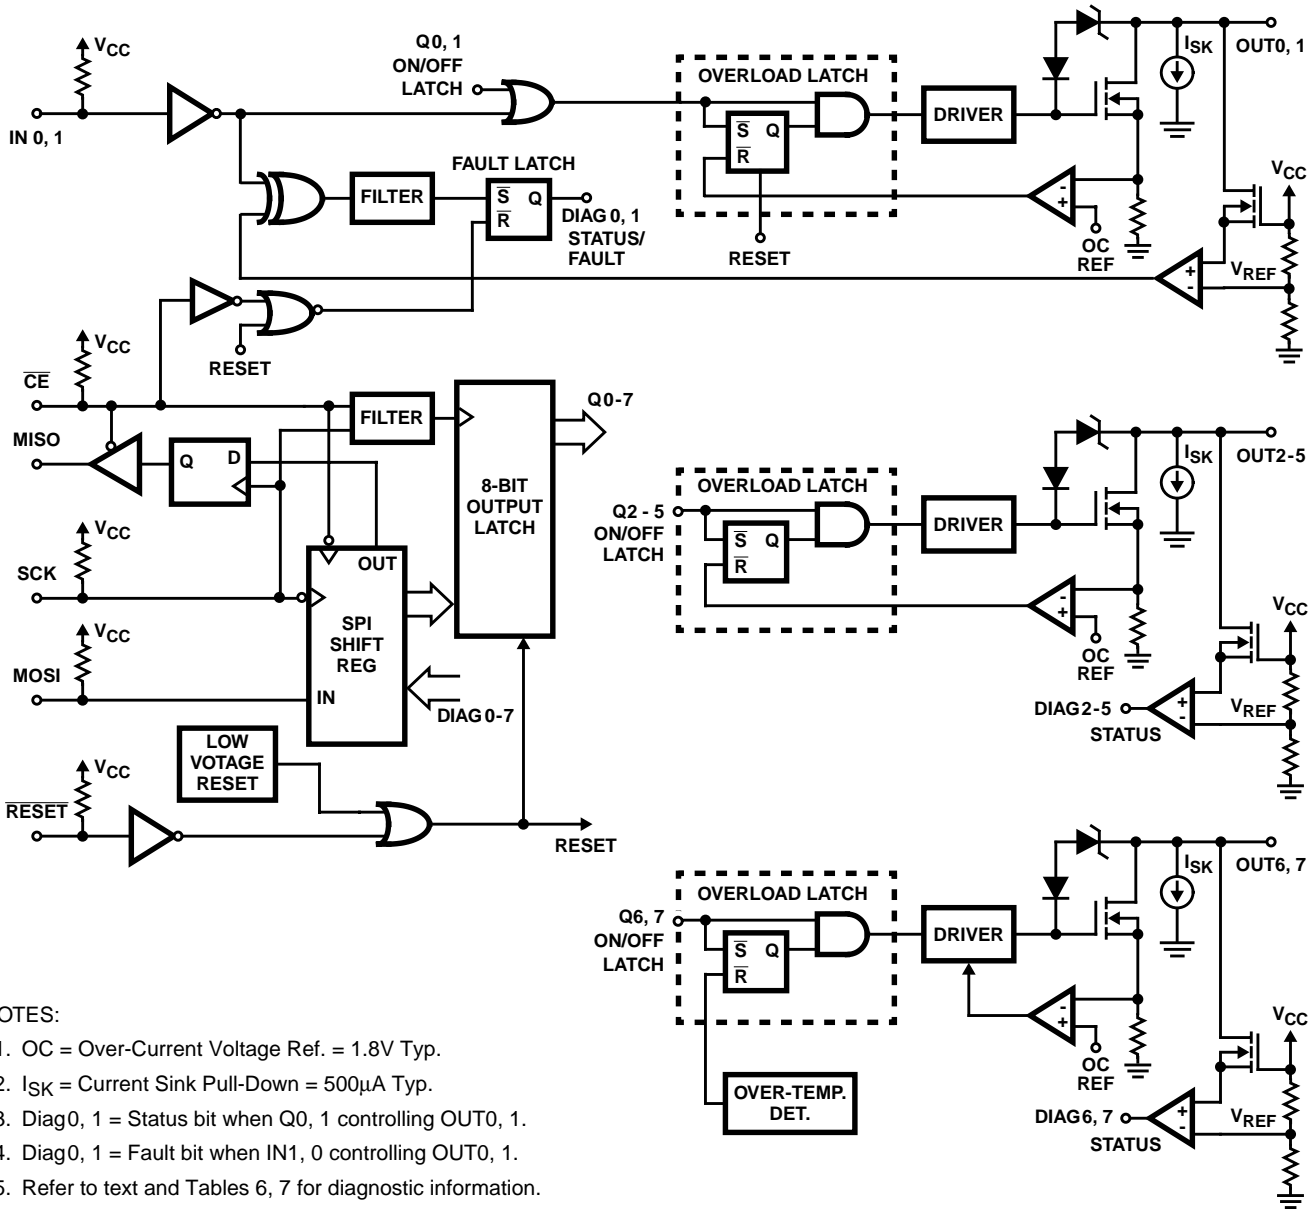 VCC
IN 0, 1
Q0, 1
ON/OFF
LATCH
OVERLOAD LATCH
S Q
R
RESET
DRIVER
ISK
OUT0, 1
- +
OC
REF
VCC
VREF
+ -
FAULT LATCH
FILTER
S Q
R
DIAG 0, 1
STATUS/
FAULT
RESET
VCC
CE
MISO
Q D
FILTER
8-BIT
OUTPUT
LATCH
Q0-7
VCC
SCK
OUT
SPI
SHIFT
REG
IN
VCC
MOSI
DIAG0-7
LOW
VOTAGE
RESET
VCC
RESET
RESET
OVERLOAD LATCH
Q2 - 5
ON/OFF
LATCH
S Q
R
DRIVER
ISK
OUT2-5
- +
OC
REF
VCC
VREF
+ -
DIAG2-5
STATUS
OVERLOAD LATCH
Q6, 7
ON/OFF
LATCH
S Q
R
DRIVER
ISK
OUT6, 7
- +
OC
REF
VCC
VREF
+ -
DIAG6, 7
STATUS
OVER-TEMP.
DET.
OTES:
1. OC = Over-Current Voltage Ref. = 1.8V Typ.
2. ISK = Current Sink Pull-Down = 500µA Typ.
3. Diag0, 1 = Status bit when Q0, 1 controlling OUT0, 1.
4. Diag0, 1 = Fault bit when IN1, 0 controlling OUT0, 1.
5. Refer to text and Tables 6, 7 for diagnostic information.